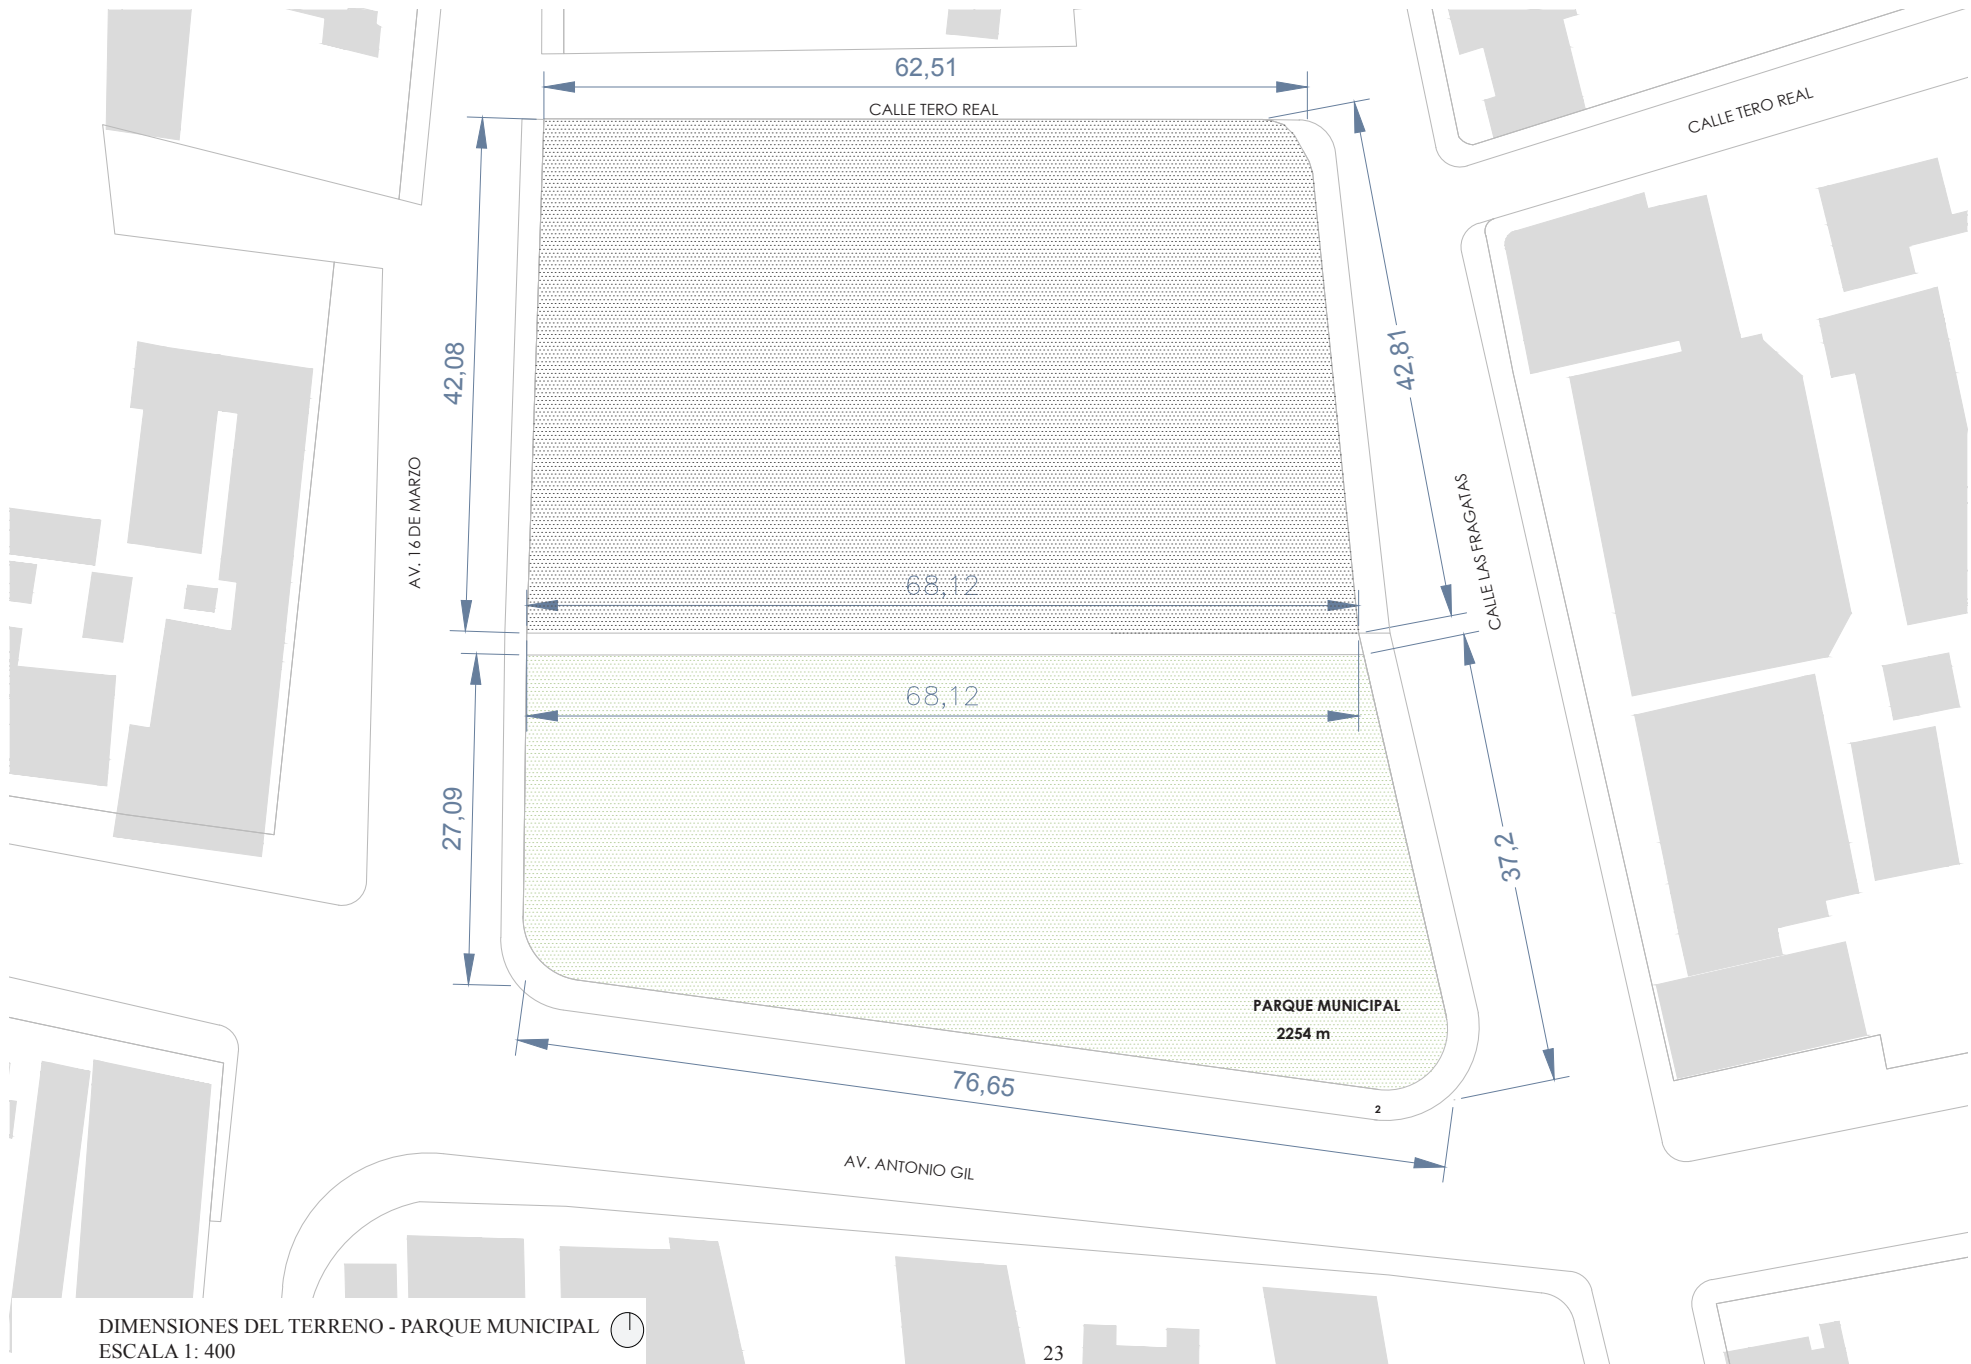 62,51
CALLE TERO REAL
CALLE TERO REAL
42,08
42,81
AV. 16 DE MARZO
CALLE LAS FRAGATAS
68,12
68,12
27,09
37,2
PARQUE MUNICIPAL
2254 m
2
76,65
AV. ANTONIO GIL
DIMENSIONES DEL TERRENO - PARQUE MUNICIPAL
ESCALA 1: 400
23